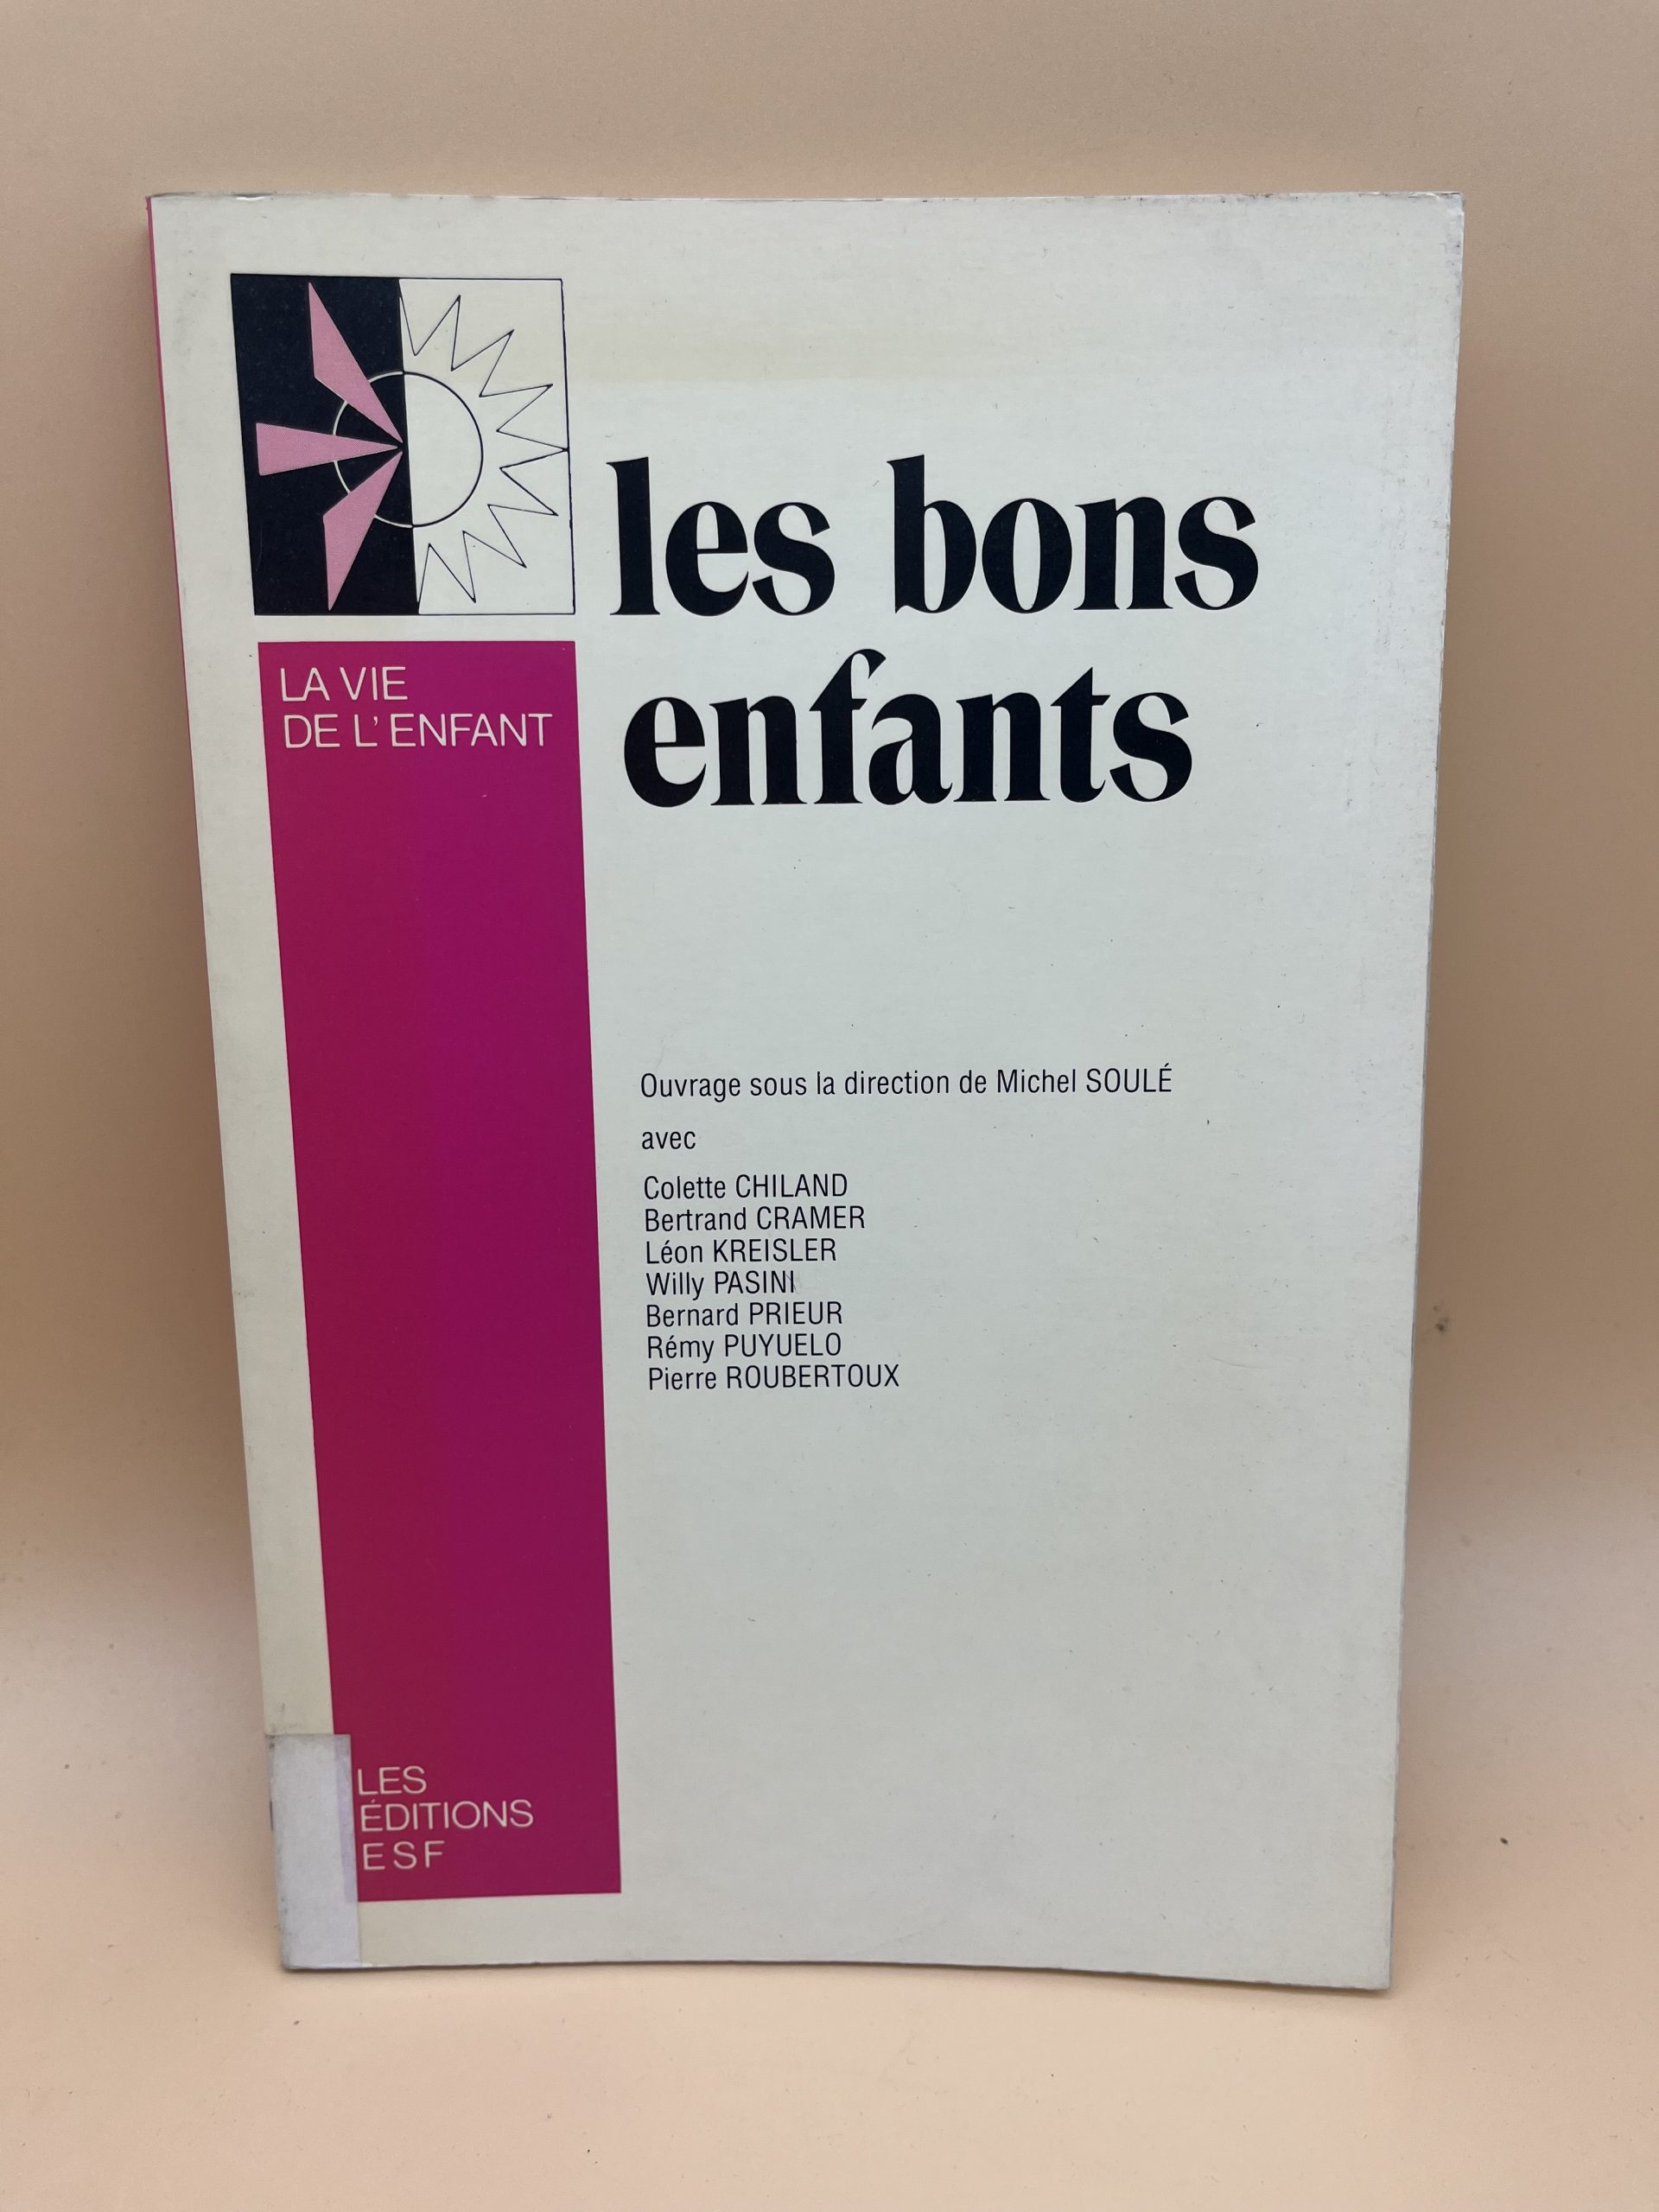 les bons
enfants
LA VIE
DE L'ENFANT
Ouvrage sous la direction de Michel SOULÉ
avec
Colette CHILAND
Bertrand CRAMER
Léon KREISLER
Willy PASINI
Bernard PRIEUR
Rémy PUYUELO
Pierre ROUBERTOUX
LES
ÉDITIONS
ESF